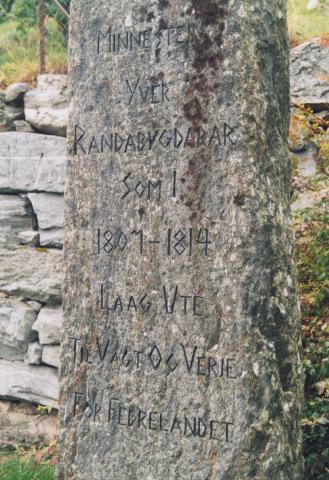 MINNESTEIN
YVER
RANDABYGDARAR
SOM I
1807-1814
LAAG UTE
TIL VAGT OG VERJE
FOR FEDRELANDET